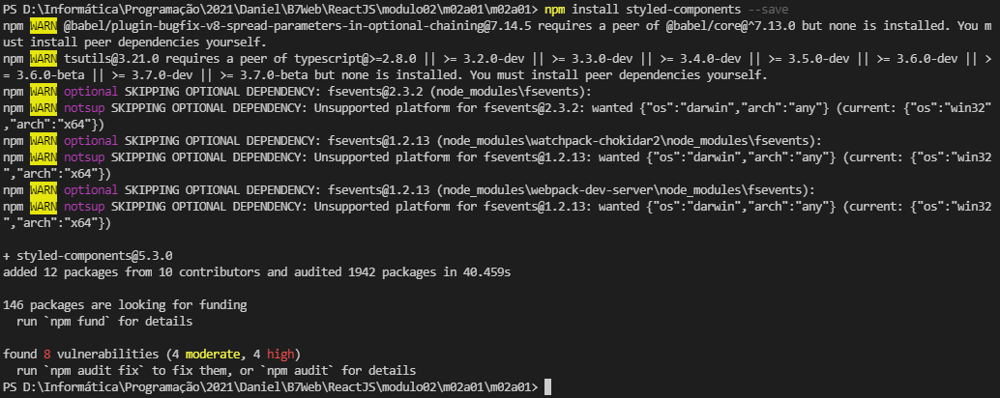 PS D:\Informática\Programação\2021\Daniel\B7Web\ReactJS\modulo02\m02a01\m02a01> npm install styled-components --save
npm WARN @babel/plugin-bugfix-v8-spread-parameters-in-optional-chaining@7.14.5 requires a peer of @babel/core@^7.13.0 but none is installed. You m
ust install peer dependencies yourself.
npm WARN tsutils@3.21.0 requires a peer of typescript@>=2.8.0 || >= 3.2.0-dev || >= 3.3.0-dev || >= 3.4.0-dev || >= 3.5.0-dev || >= 3.6.0-dev || >
= 3.6.0-beta || >= 3.7.0-dev || >= 3.7.0-beta but none is installed. You must install peer dependencies yourself.
npm WARN optional SKIPPING OPTIONAL DEPENDENCY: fsevents@2.3.2 (node_modules\fsevents):
npm WARN notsup SKIPPING OPTIONAL DEPENDENCY: Unsupported platform for fsevents@2.3.2: wanted {"os":"darwin","arch":"any"} (current: {"os":"win32"
,"arch":"x64"})
npm WARN optional SKIPPING OPTIONAL DEPENDENCY: fsevents@1.2.13 (node_modules\watchpack-chokidar2\node_modules\fsevents):
npm WARN notsup SKIPPING OPTIONAL DEPENDENCY: Unsupported platform for fsevents@1.2.13: wanted {"os":"darwin","arch":"any"} (current: {"os":"win32
","arch":"x64"})
npm WARN optional SKIPPING OPTIONAL DEPENDENCY: fsevents@1.2.13 (node_modules\webpack-dev-server\node_modules\fsevents):
npm WARN notsup SKIPPING OPTIONAL DEPENDENCY: Unsupported platform for fsevents@1.2.13: wanted {"os":"darwin","arch":"any"} (current: {"os":"win32
","arch":"x64"})
+ styled-components@5.3.0
added 12 packages from 10 contributors and audited 1942 packages in 40.459s
146 packages are looking for funding
run `npm fund` for details
found 8 vulnerabilities (4 moderate, 4 high)
run `npm audit fix` to fix them, or `npm audit` for details
PS D:\Informática\Programação\2021\Daniel\B7Web\ReactJS\modulo02\m02a01\m02a01>